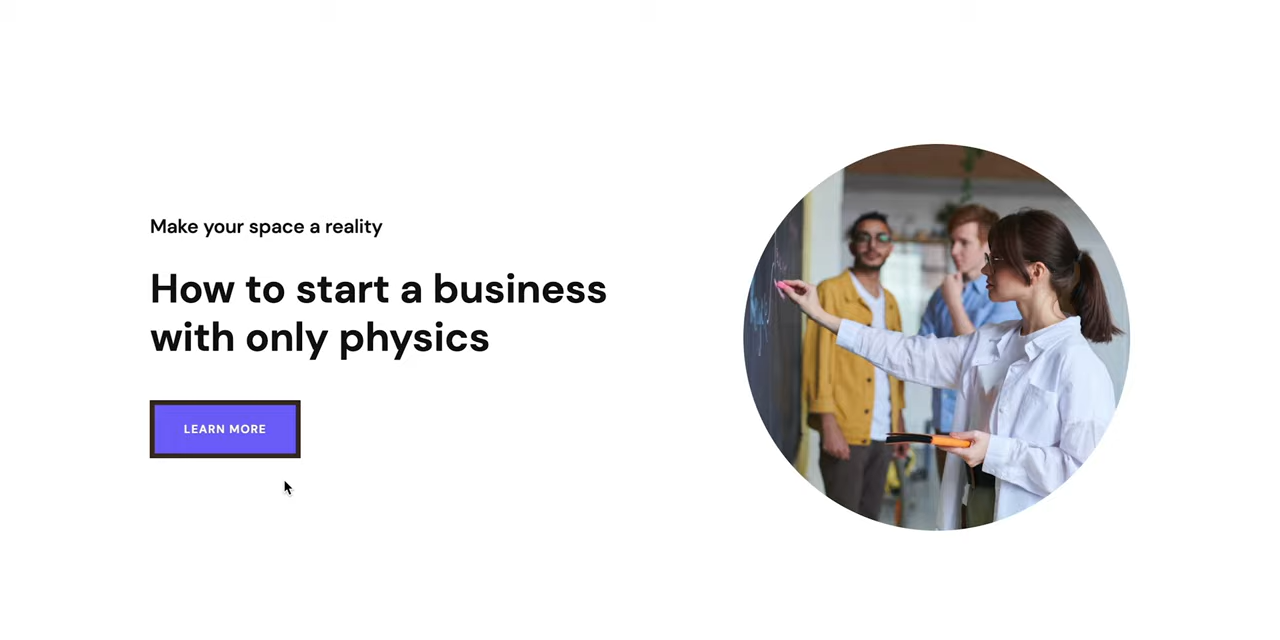 Make your space a reality
How to start a business
with only physics
LEARN MORE